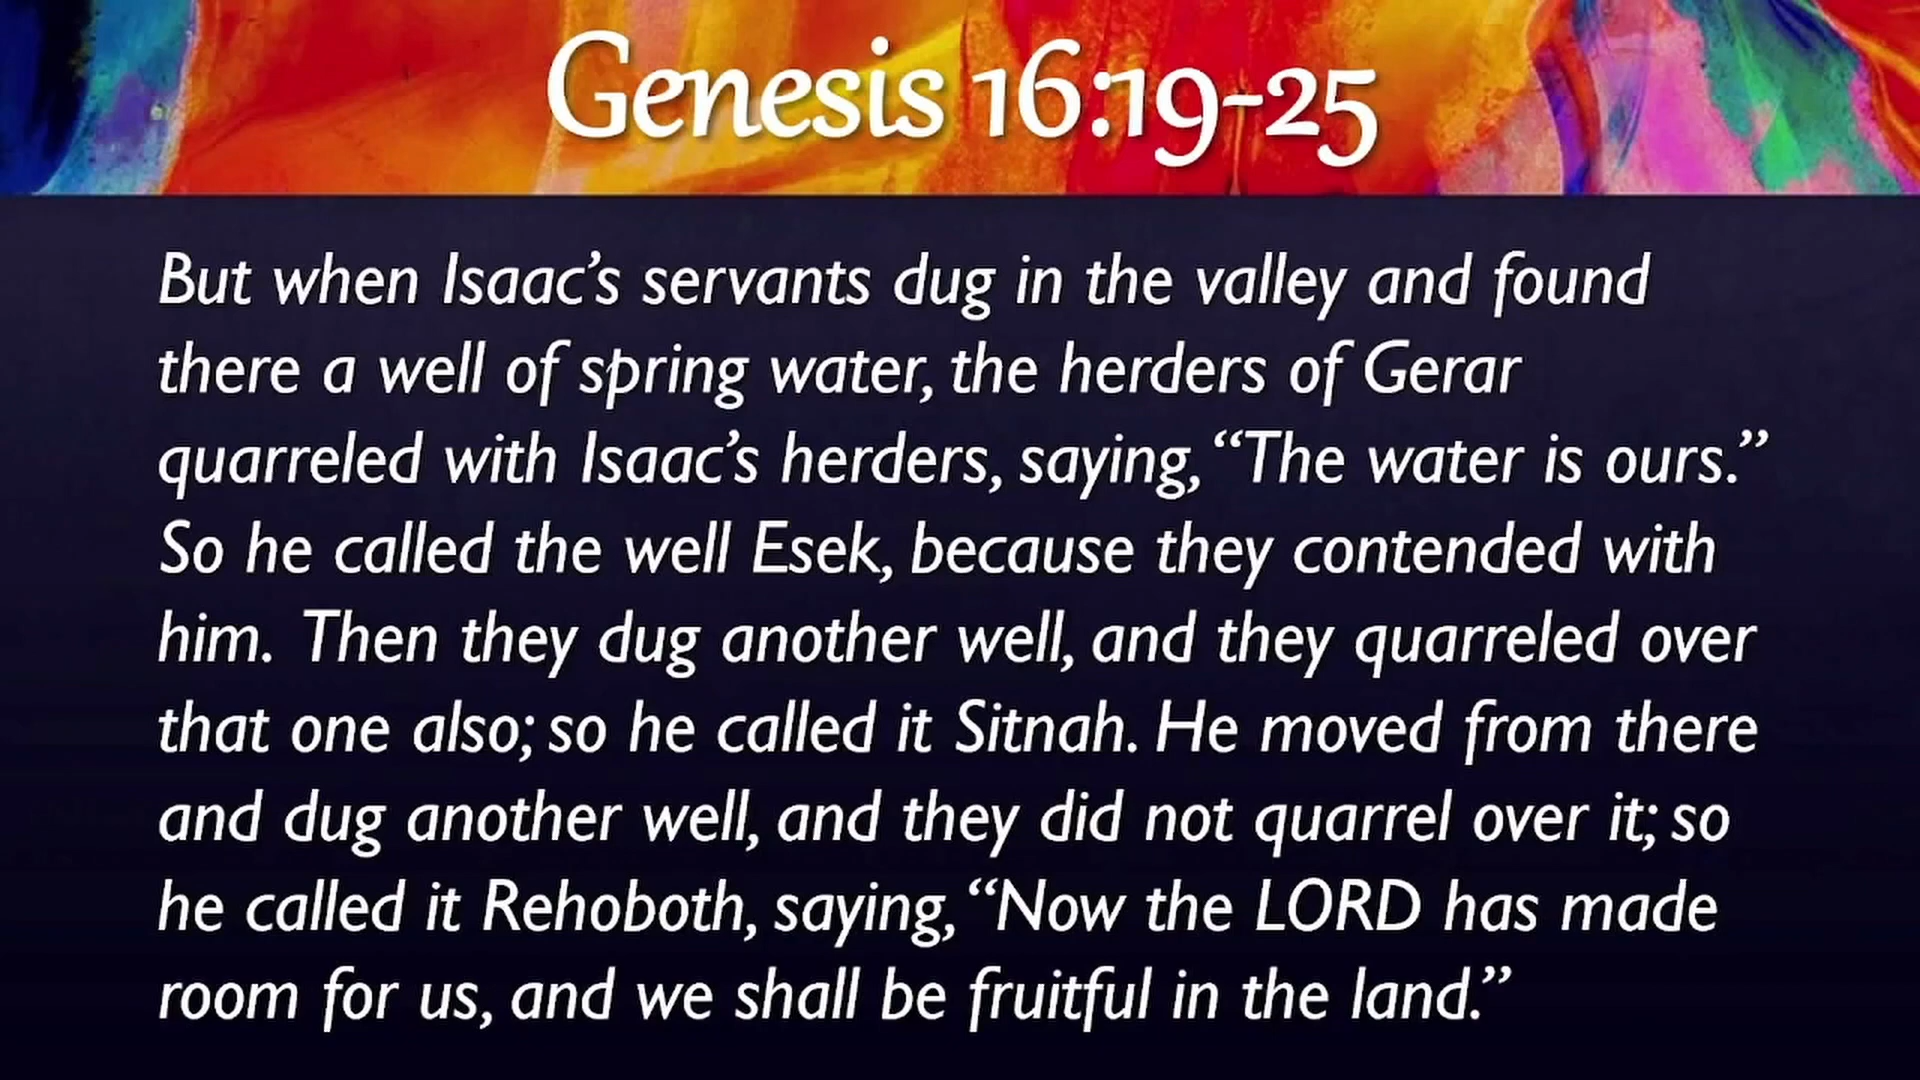 Genesis 16:19-25
But when Isaac’s servants dug in the valley and found
there a well of spring water, the herders of Gerar
quarreled with Isaac’s herders, saying, “The water is ours.”
So he called the well Esek, because they contended with
him. Then they dug another well, and they quarreled over
that one also; so he called it Sitnah. He moved from there
and dug another well, and they did not quarrel over it; so
he called it Rehoboth, saying, “Now the LORD has made
room for us, and we shall be fruitful in the land.”